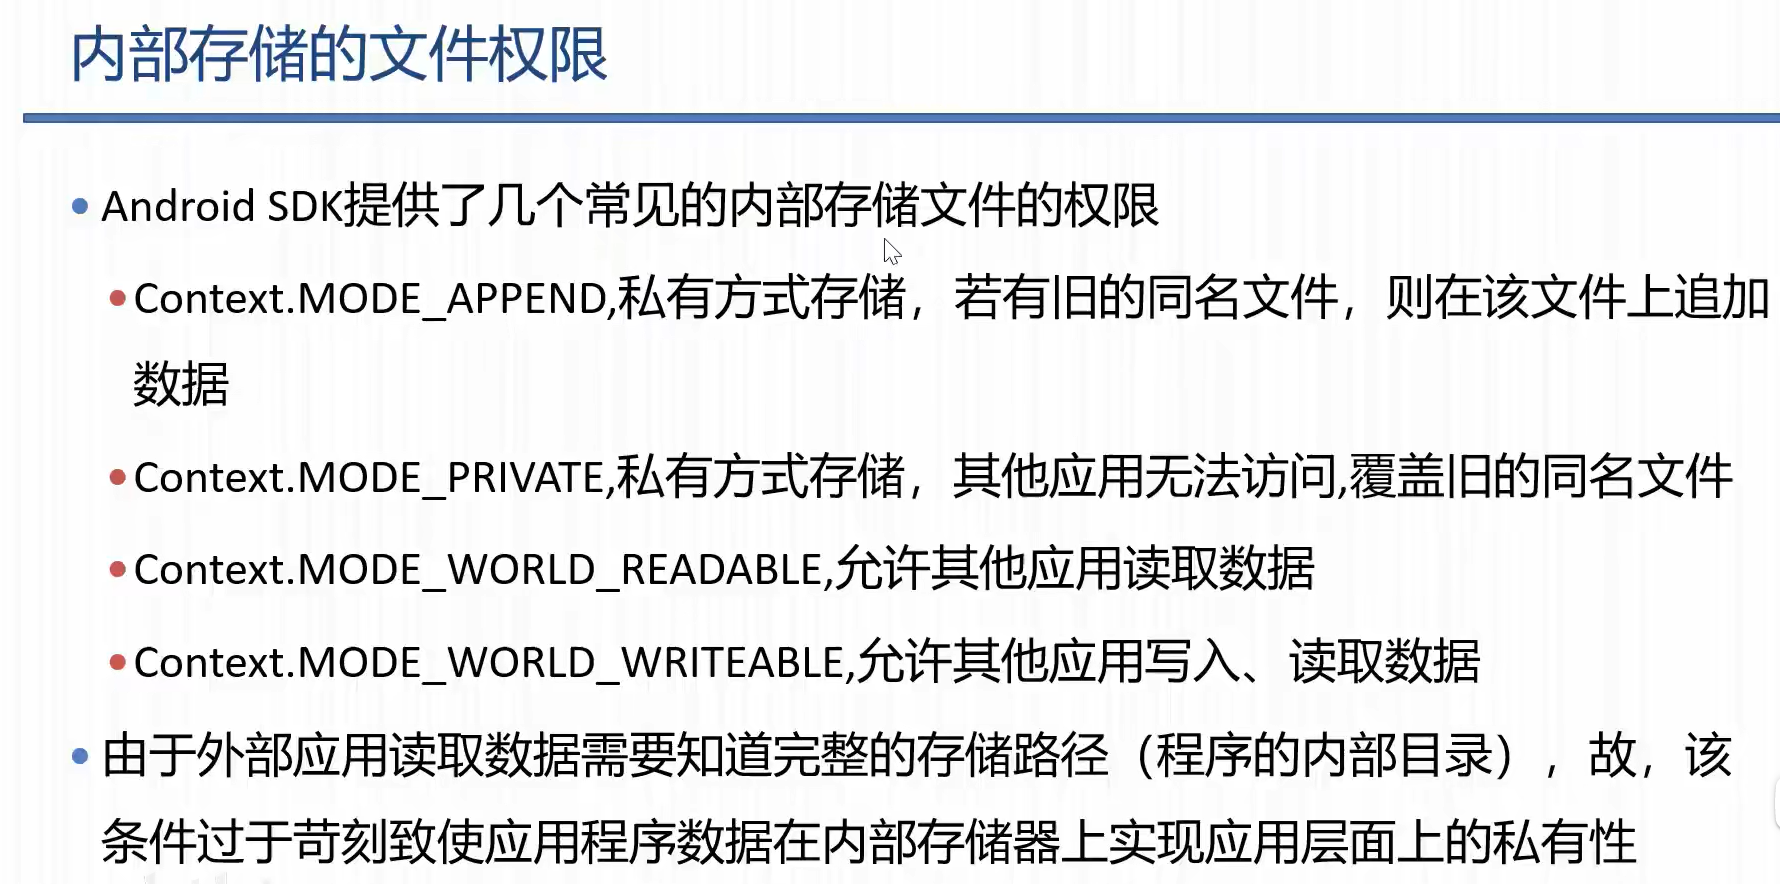 内部存储的文件权限
• Android SDK提供了几个常见的内部存储文件的权限
• Context.MODE_APPEND,私有方式存储，若有旧的同名文件，则在该文件上追加
数据
• Context.MODE_PRIVATE,私有方式存储，其他应用无法访问,覆盖旧的同名文件
• Context.MODE_WORLD_READABLE,允许其他应用读取数据
• Context.MODE_WORLD_WRITEABLE,允许其他应用写入、读取数据
• 由于外部应用读取数据需要知道完整的存储路径（程序的内部目录），故，该
条件过于苛刻致使应用程序数据在内部存储器上实现应用层面上的私有性